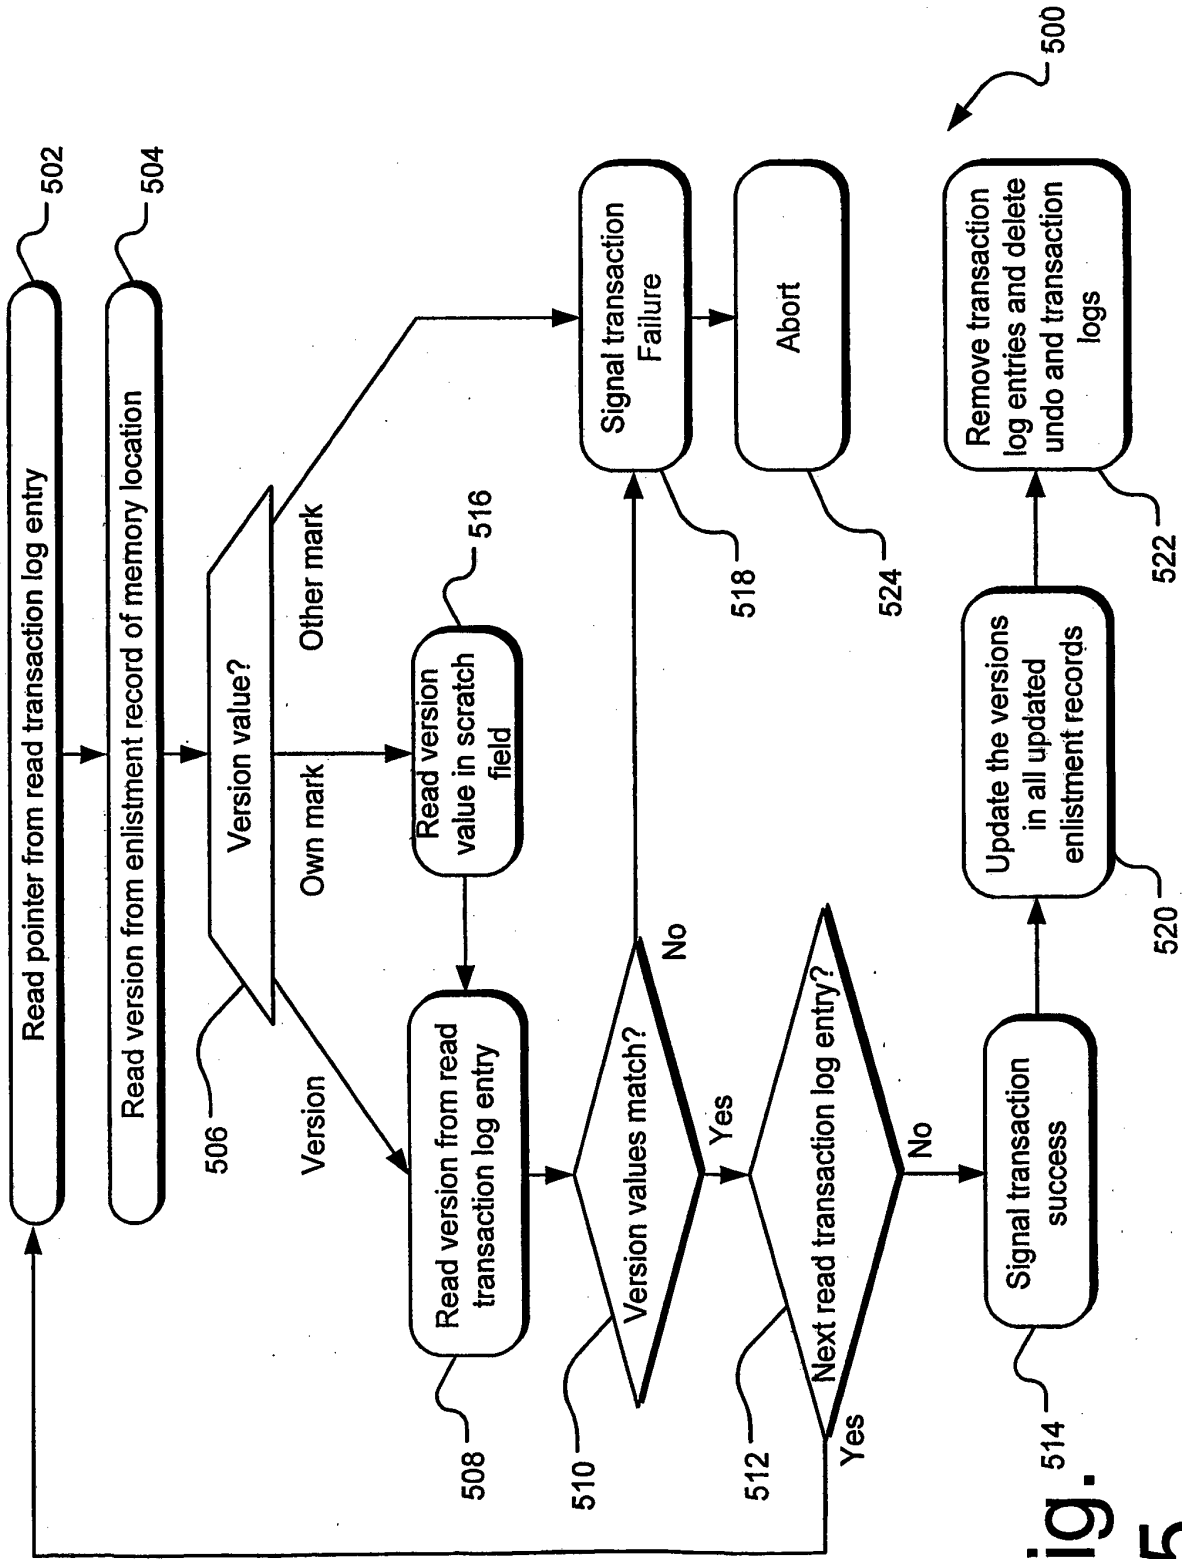 Read pointer from read transaction log entry
502
Read version from enlistment record of memory location
504
Version value?
506
Version
Own mark
Other mark
Read version
value in scratch
field
516
Read version from read
transaction log entry
508
Version values match?
510
No
Yes
Signal transaction
Failure
518
Abort
524
Next read transaction log entry?
512
Yes
No
Signal transaction
success
514
Update the versions
in all updated
enlistment records
520
Remove transaction
log entries and delete
undo and transaction
logs
522
500
ig.
5